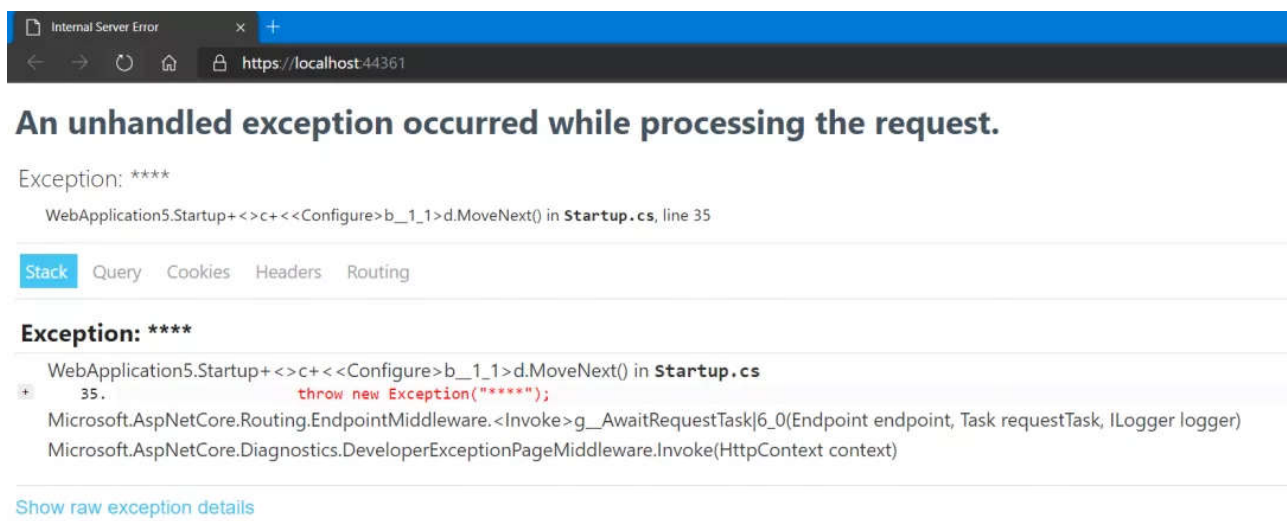 Internal Server Error
https://localhost:44361
An unhandled exception occurred while processing the request.
Exception: ****
WebApplication5.Startup+<>c+<<Configure>b__1_1>d.MoveNext() in Startup.cs, line 35
Stack Query Cookies Headers Routing
Exception: ****
WebApplication5.Startup+<>c+<<Configure>b__1_1>d.MoveNext() in Startup.cs
+ 35. throw new Exception("****");
Microsoft.AspNetCore.Routing.EndpointMiddleware.<Invoke>g__AwaitRequestTask|6_0(Endpoint endpoint, Task requestTask, ILogger logger)
Microsoft.AspNetCore.Diagnostics.DeveloperExceptionPageMiddleware.Invoke(HttpContext context)
Show raw exception details